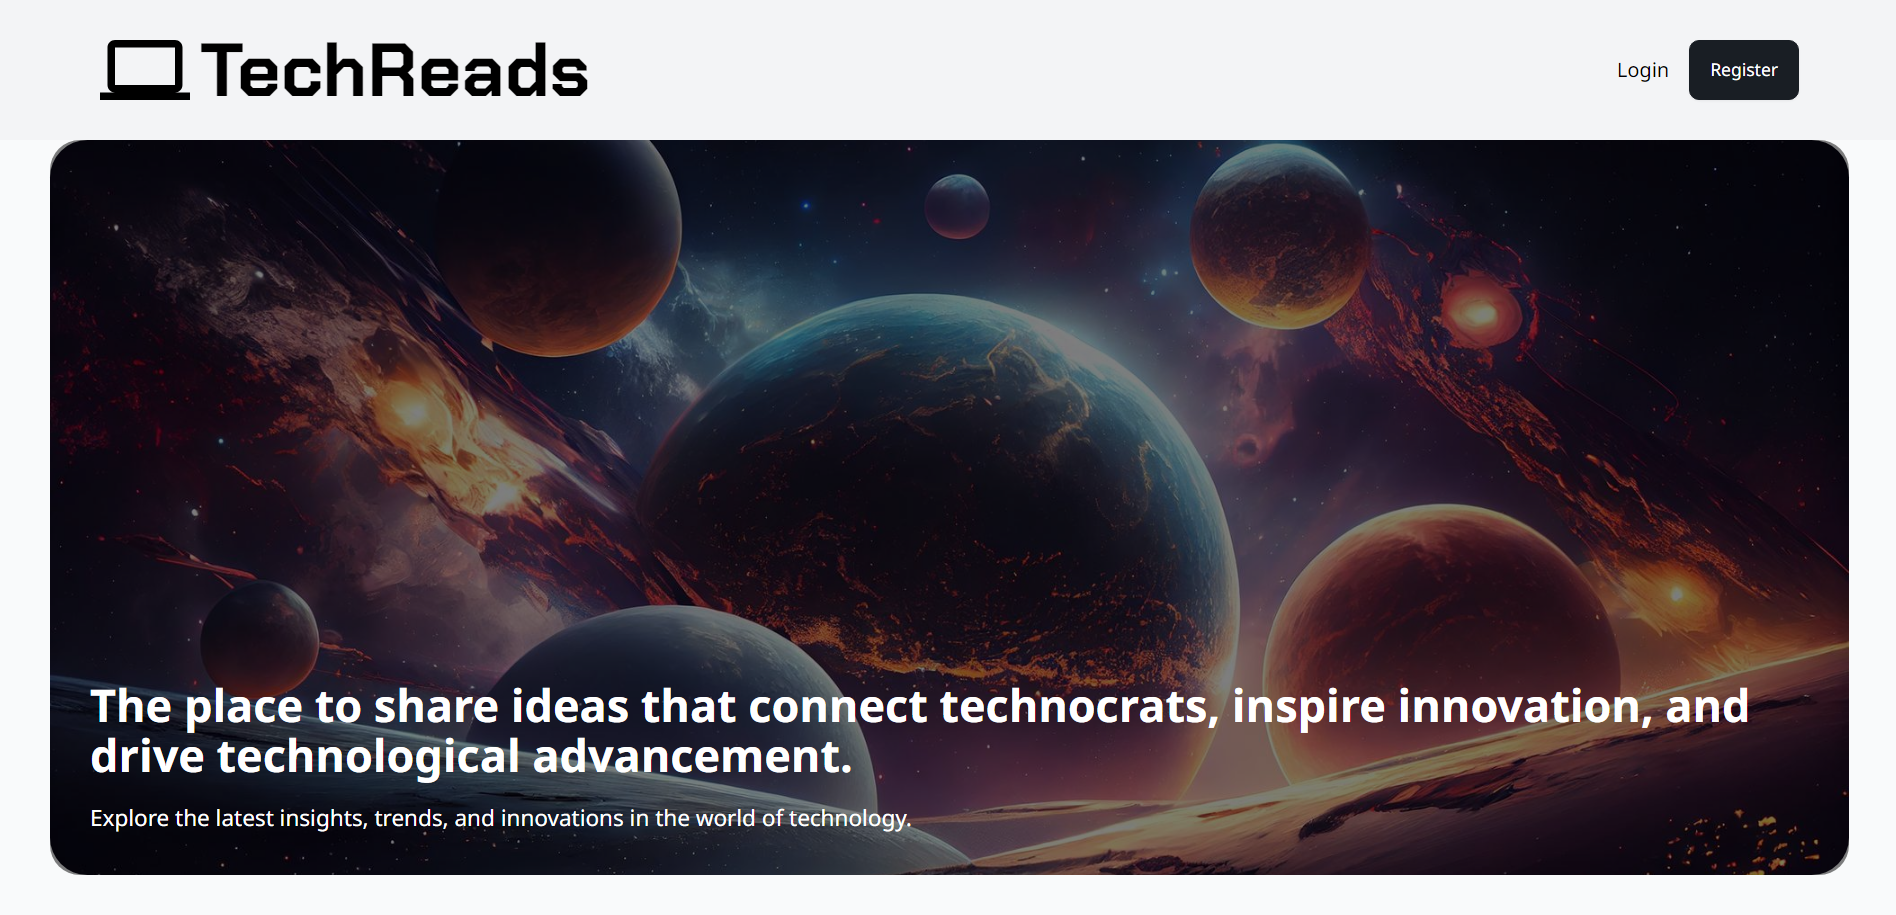 TechReads
Login
Register
The place to share ideas that connect technocrats, inspire innovation, and
drive technological advancement.
Explore the latest insights, trends, and innovations in the world of technology.